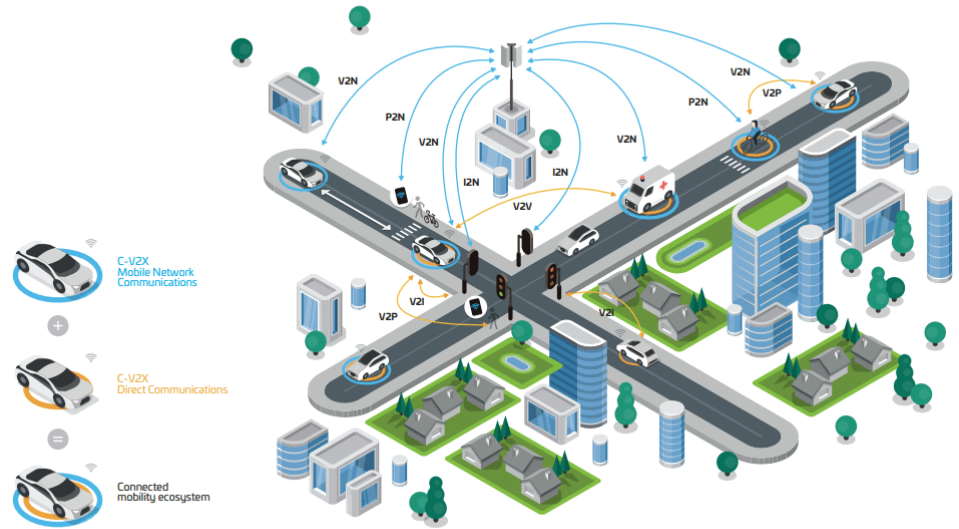 V2N
V2N
V2P
P2N
P2N
V2N
V2N
I2N
I2N
V2V
C-V2X
Mobile Network
Communications
+
V2I
V2P
V2I
C-V2X
Direct Communications
=
Connected
mobility ecosystem